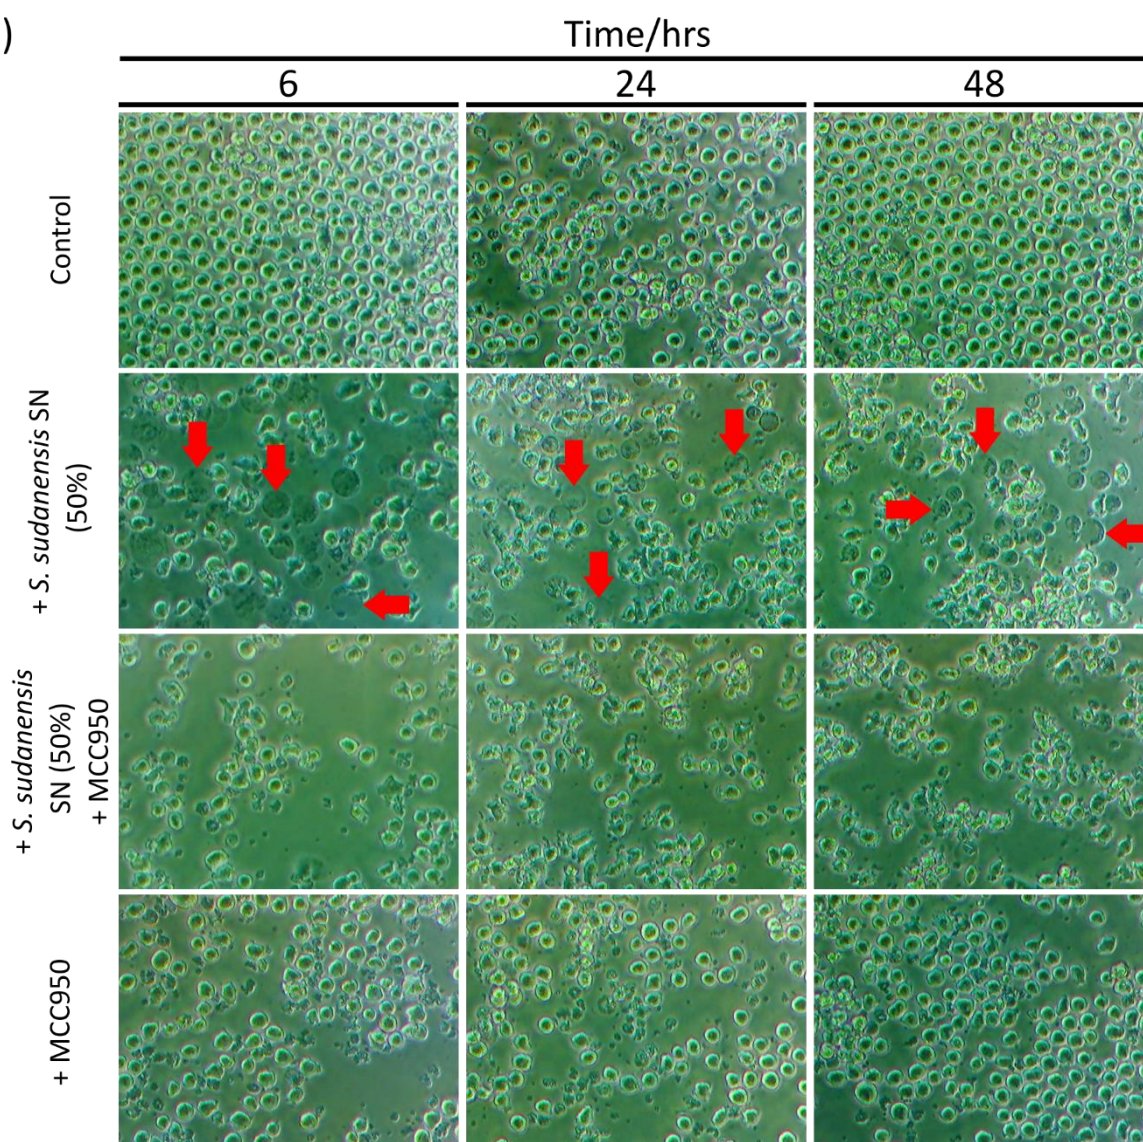 )
Time/hrs
6 24 48
Control
+ S. sudanensis SN
(50%)
+ S. sudanensis
SN (50%)
+ MCC950
+ MCC950